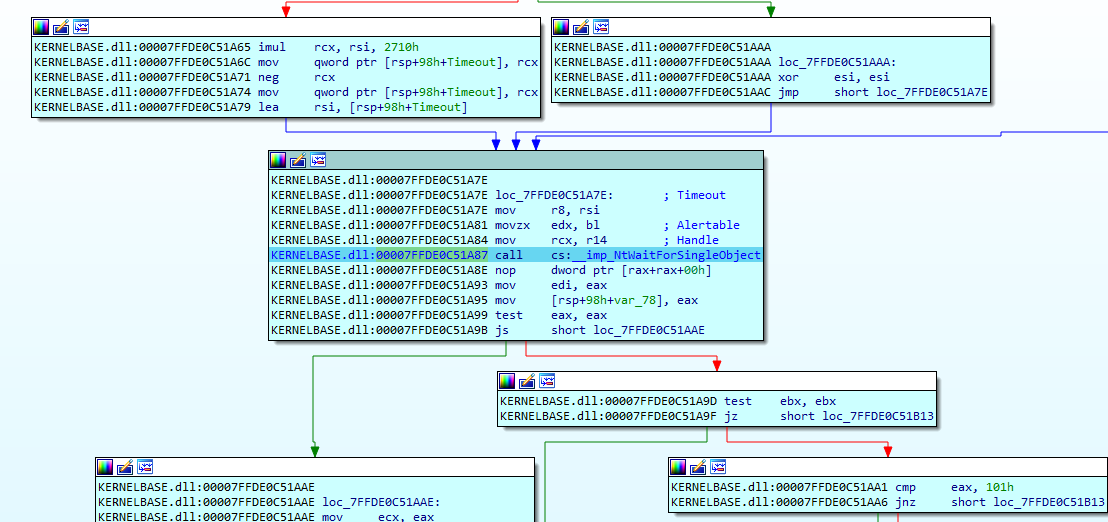 KERNELBASE.dll:00007FFDE0C51A65 imul rcx, rsi, 2710h
KERNELBASE.dll:00007FFDE0C51A6C mov qword ptr [rsp+98h+Timeout], rcx
KERNELBASE.dll:00007FFDE0C51A71 neg rcx
KERNELBASE.dll:00007FFDE0C51A74 mov qword ptr [rsp+98h+Timeout], rcx
KERNELBASE.dll:00007FFDE0C51A79 lea rsi, [rsp+98h+Timeout]
KERNELBASE.dll:00007FFDE0C51AAA
KERNELBASE.dll:00007FFDE0C51AAA loc_7FFDE0C51AAA:
KERNELBASE.dll:00007FFDE0C51AAA xor esi, esi
KERNELBASE.dll:00007FFDE0C51AAC jmp short loc_7FFDE0C51A7E
KERNELBASE.dll:00007FFDE0C51A7E
KERNELBASE.dll:00007FFDE0C51A7E loc_7FFDE0C51A7E: ; Timeout
KERNELBASE.dll:00007FFDE0C51A7E mov r8, rsi
KERNELBASE.dll:00007FFDE0C51A81 movzx edx, bl ; Alertable
KERNELBASE.dll:00007FFDE0C51A84 mov rcx, r14 ; Handle
KERNELBASE.dll:00007FFDE0C51A87 call cs:__imp_NtWaitForSingleObject
KERNELBASE.dll:00007FFDE0C51A8E nop dword ptr [rax+rax+00h]
KERNELBASE.dll:00007FFDE0C51A93 mov edi, eax
KERNELBASE.dll:00007FFDE0C51A95 mov [rsp+98h+var_78], eax
KERNELBASE.dll:00007FFDE0C51A99 test eax, eax
KERNELBASE.dll:00007FFDE0C51A9B js short loc_7FFDE0C51AAE
KERNELBASE.dll:00007FFDE0C51A9D test ebx, ebx
KERNELBASE.dll:00007FFDE0C51A9F jz short loc_7FFDE0C51B13
KERNELBASE.dll:00007FFDE0C51AAE
KERNELBASE.dll:00007FFDE0C51AAE loc_7FFDE0C51AAE:
KERNELBASE.dll:00007FFDE0C51AAE mov ecx, eax
KERNELBASE.dll:00007FFDE0C51AA1 cmp eax, 101h
KERNELBASE.dll:00007FFDE0C51AA6 jnz short loc_7FFDE0C51B13